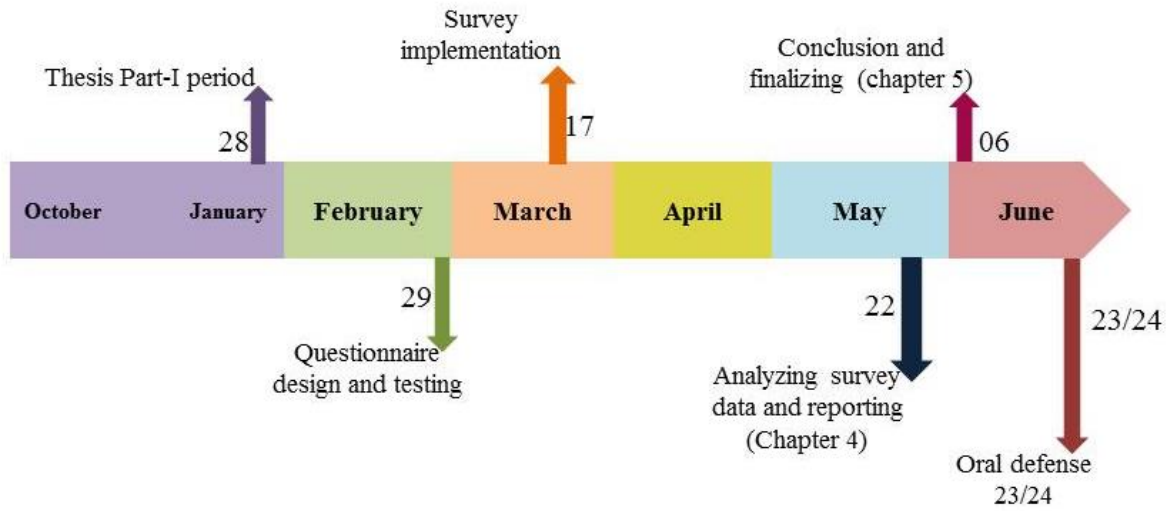 Survey
implementation
Conclusion and
finalizing (chapter 5)
Thesis Part-I period
28
17
06
October January February March April May June
29
22
23/24
Questionnaire
design and testing
Analyzing survey
data and reporting
(Chapter 4)
Oral defense
23/24